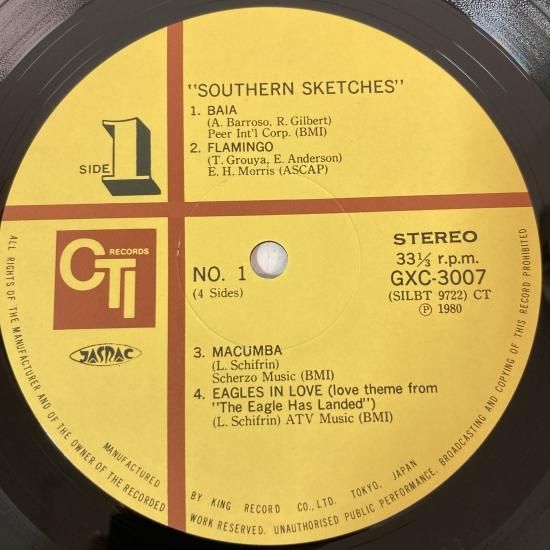 "SOUTHERN SKETCHES"
SIDE 1
1. BAIA
(A. Barroso, R. Gilbert)
Peer Int'l Corp. (BMI)
2. FLAMINGO
(T. Grouya, E. Anderson)
E. H. Morris (ASCAP)
CTI RECORDS
JASRAC
NO. 1
(4 Sides)
STEREO
33⅓ r.p.m.
GXC-3007
(SILBT 9722) CT
Ⓟ 1980
3. MACUMBA
(L. Schifrin)
Scherzo Music (BMI)
4. EAGLES IN LOVE (love theme from
"The Eagle Has Landed")
(L. Schifrin) ATV Music (BMI)
MANUFACTURED BY KING RECORD CO., LTD. TOKYO, JAPAN
ALL RIGHTS OF THE MANUFACTURER AND OF THE OWNER OF THE RECORDED WORK RESERVED. UNAUTHORISED PUBLIC PERFORMANCE, BROADCASTING AND COPYING OF THIS RECORD PROHIBITED